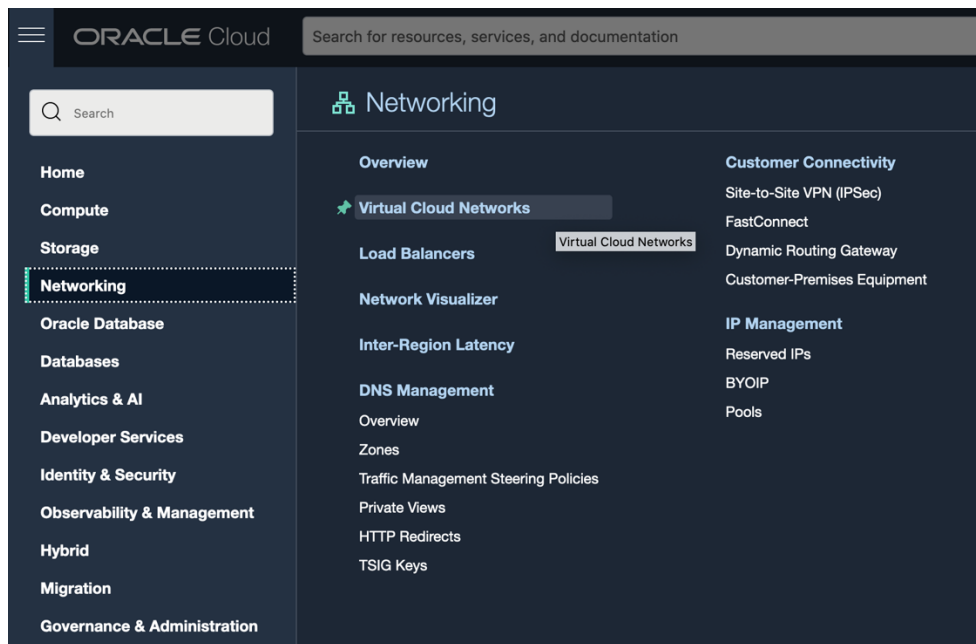 ORACLE Cloud
Search for resources, services, and documentation
Search
Home
Compute
Storage
Networking
Oracle Database
Databases
Analytics & AI
Developer Services
Identity & Security
Observability & Management
Hybrid
Migration
Governance & Administration
Networking
Overview
Virtual Cloud Networks
Virtual Cloud Networks
Load Balancers
Network Visualizer
Inter-Region Latency
DNS Management
Overview
Zones
Traffic Management Steering Policies
Private Views
HTTP Redirects
TSIG Keys
Customer Connectivity
Site-to-Site VPN (IPSec)
FastConnect
Dynamic Routing Gateway
Customer-Premises Equipment
IP Management
Reserved IPs
BYOIP
Pools